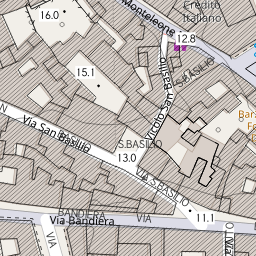 Monteleone
Credito
Italiano
16.0
12.8
15.1
S. BASILIO
Vicolo San Basilio
Via San Basilio
S.BASILIO
13.0
VIA S.BASILIO
11.1
BANDIERA VIA
Via Bandiera
VIA